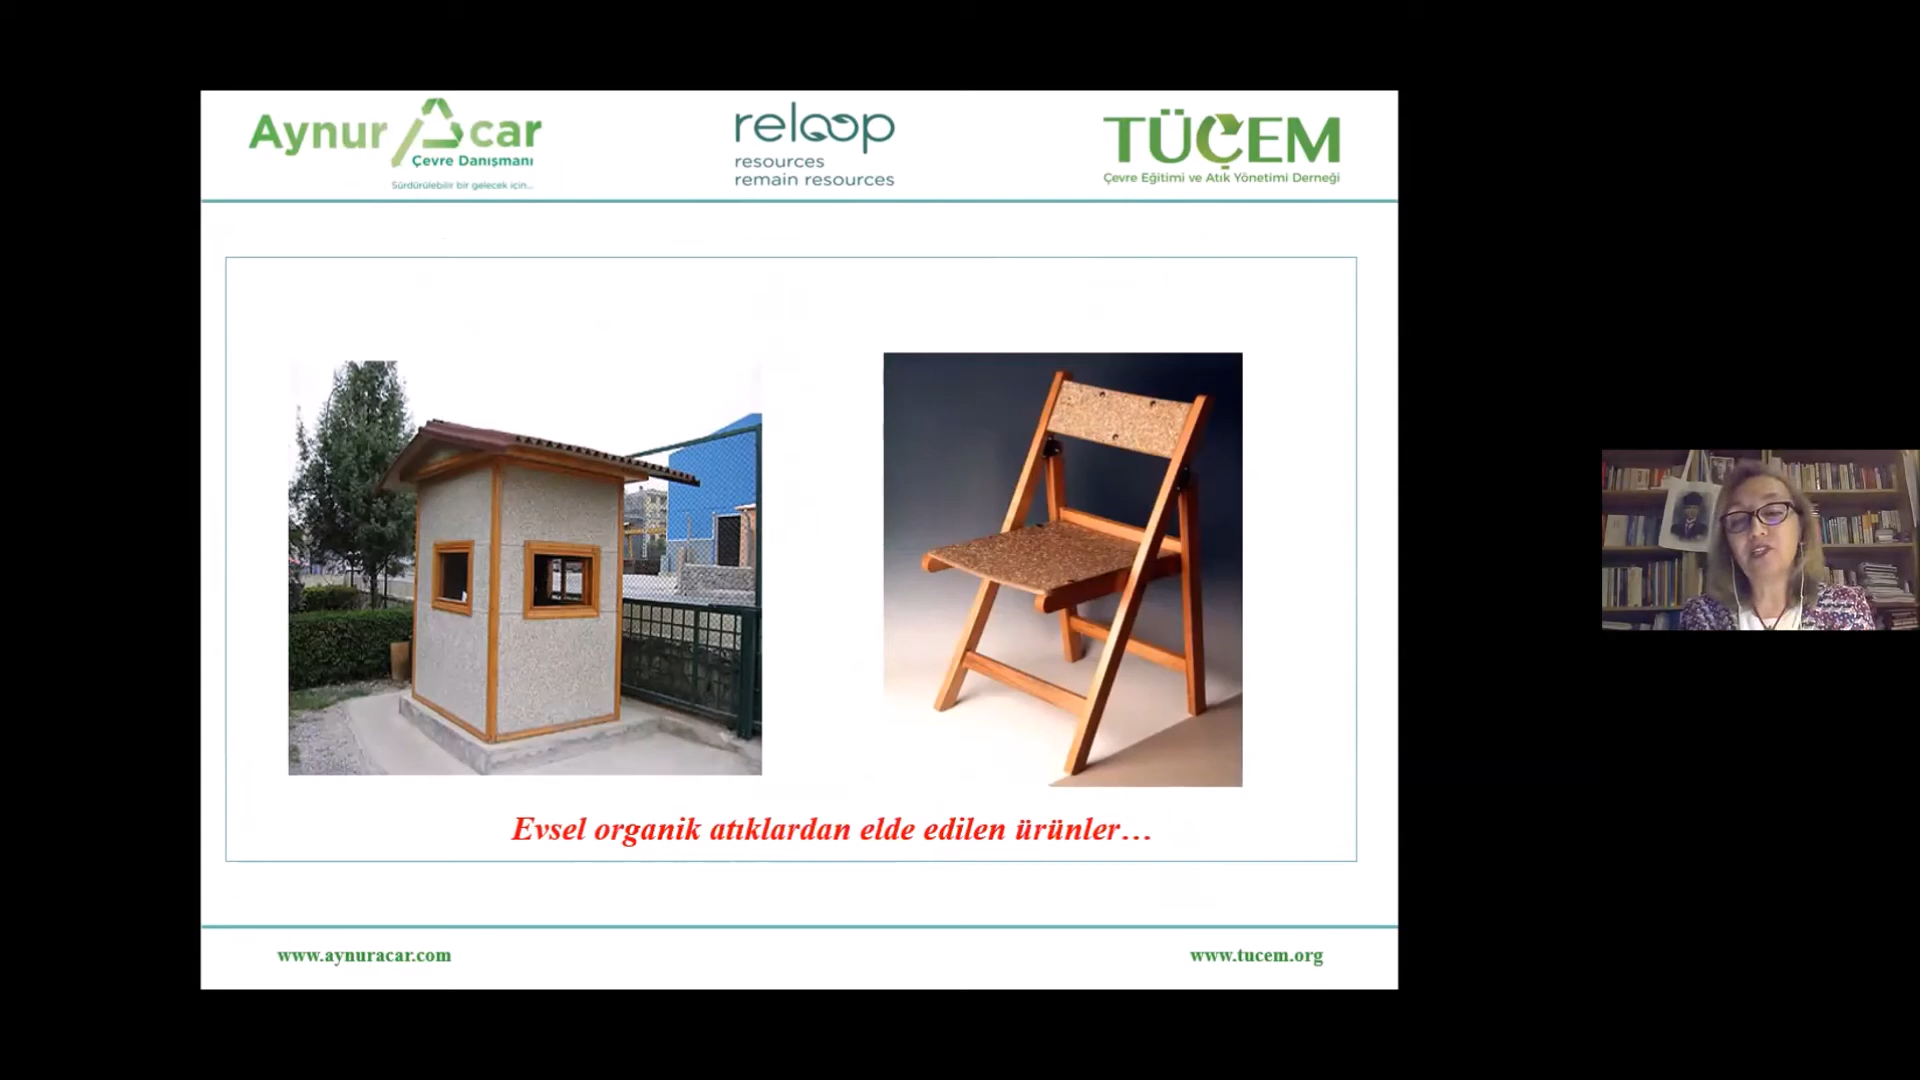 Aynur Acar
Çevre Danışmanı
Sürdürülebilir bir gelecek için...
reloop
resources
remain resources
TÜÇEM
Çevre Eğitimi ve Atık Yönetimi Derneği
Evsel organik atıklardan elde edilen ürünler…
www.aynuracar.com
www.tucem.org